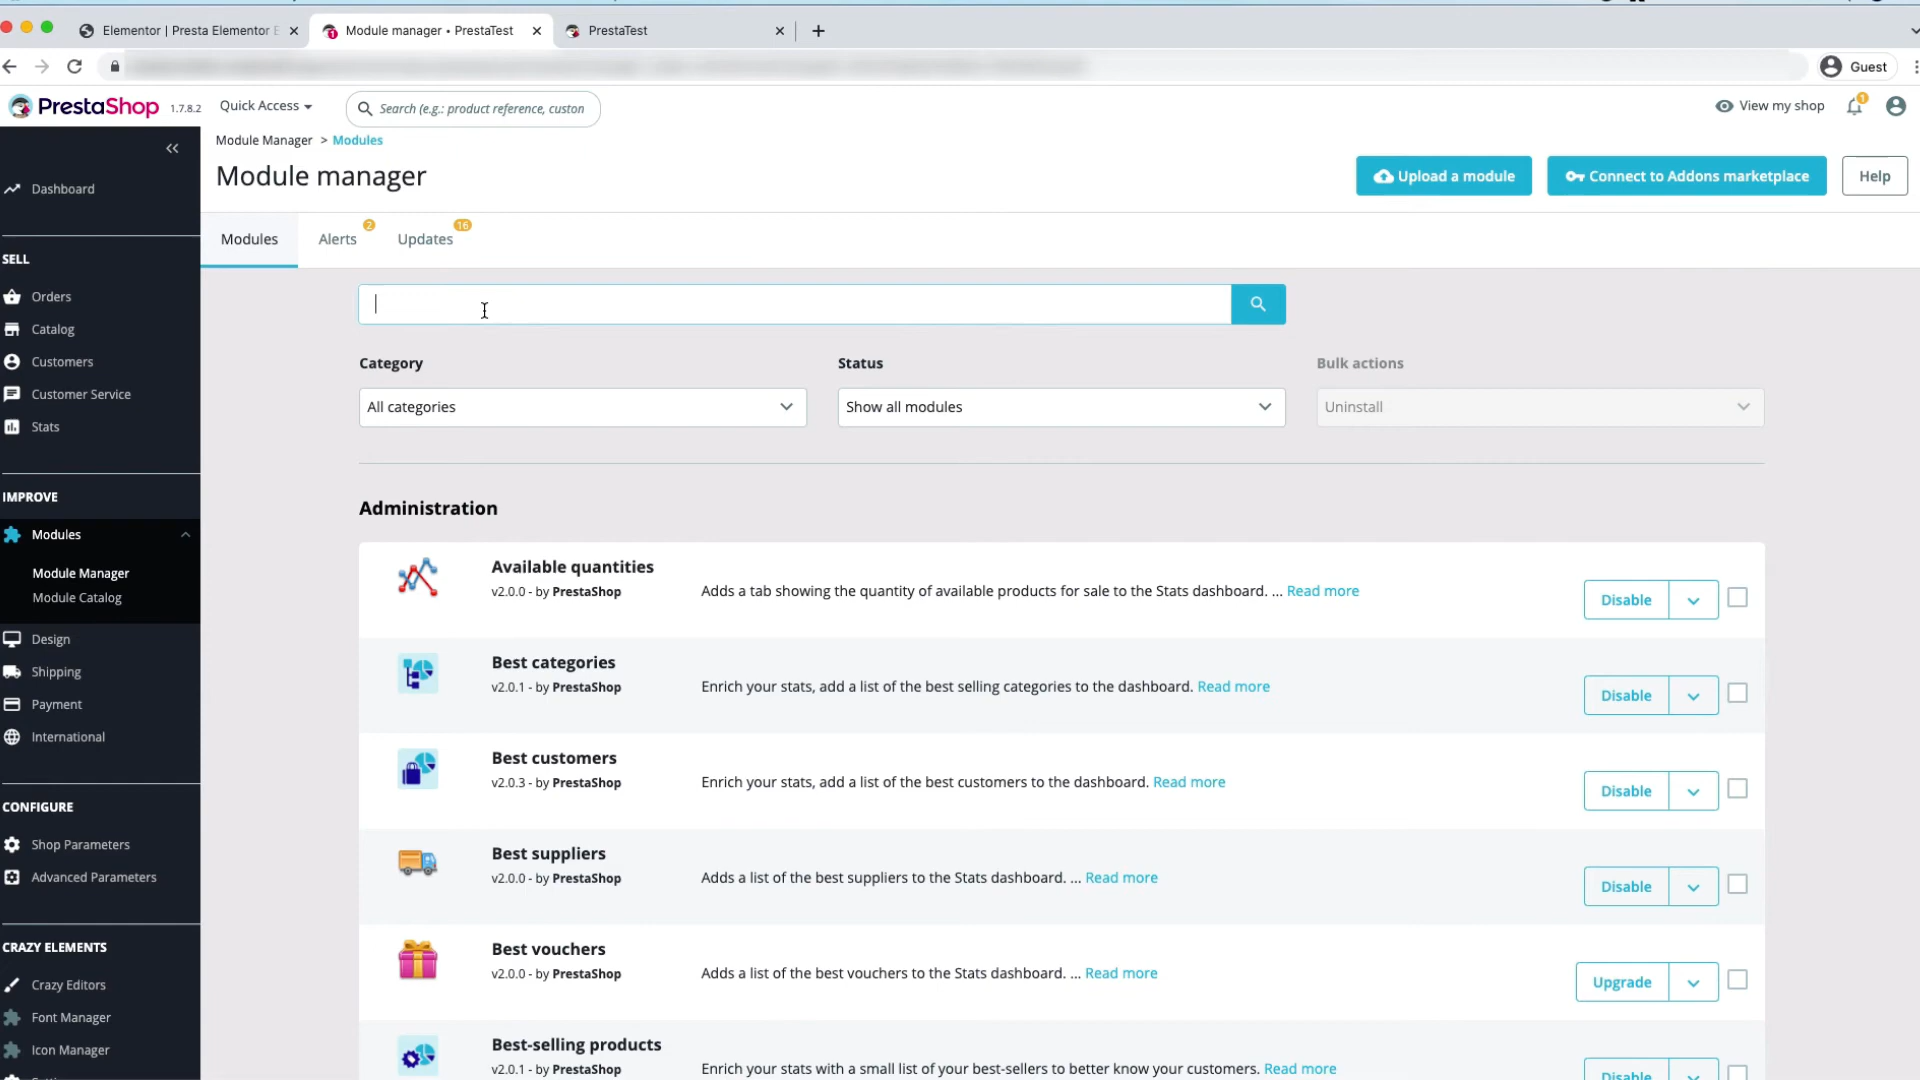 Elementor | Presta Elementor E
Module manager • PrestaTest
PrestaTest
Guest
PrestaShop 1.7.8.2
Quick Access
Search (e.g.: product reference, custon
View my shop
1
Module Manager > Modules
Module manager
Upload a module
Connect to Addons marketplace
Help
Modules
Alerts 2
Updates 16
Dashboard
SELL
Orders
Catalog
Customers
Customer Service
Stats
IMPROVE
Modules
Module Manager
Module Catalog
Design
Shipping
Payment
International
CONFIGURE
Shop Parameters
Advanced Parameters
CRAZY ELEMENTS
Crazy Editors
Font Manager
Icon Manager
Category
All categories
Status
Show all modules
Bulk actions
Uninstall
Administration
Available quantities
v2.0.0 - by PrestaShop
Adds a tab showing the quantity of available products for sale to the Stats dashboard. ... Read more
Disable
Best categories
v2.0.1 - by PrestaShop
Enrich your stats, add a list of the best selling categories to the dashboard. Read more
Disable
Best customers
v2.0.3 - by PrestaShop
Enrich your stats, add a list of the best customers to the dashboard. Read more
Disable
Best suppliers
v2.0.0 - by PrestaShop
Adds a list of the best suppliers to the Stats dashboard. ... Read more
Disable
Best vouchers
v2.0.0 - by PrestaShop
Adds a list of the best vouchers to the Stats dashboard. ... Read more
Upgrade
Best-selling products
v2.0.1 - by PrestaShop
Enrich your stats with a small list of your best-sellers to better know your customers. Read more
Disable